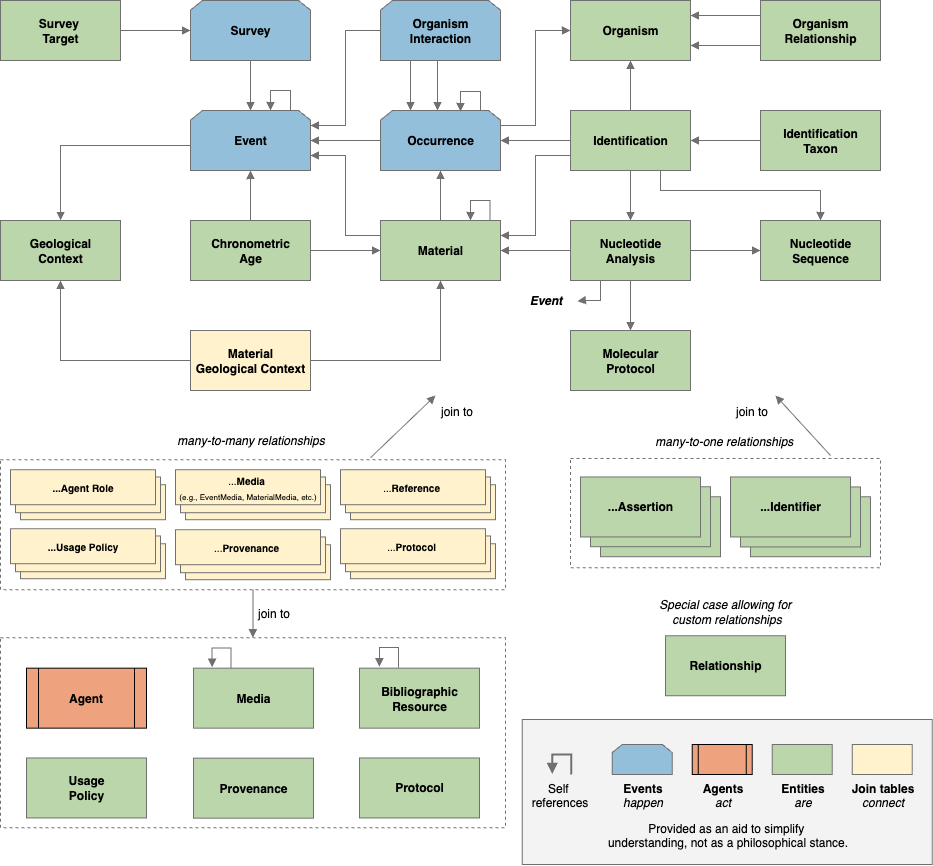 Survey
Target
Survey
Organism
Interaction
Organism
Organism
Relationship
Event
Occurrence
Identification
Identification
Taxon
Geological
Context
Chronometric
Age
Material
Nucleotide
Analysis
Nucleotide
Sequence
Event
Material
Geological Context
Molecular
Protocol
join to
many-to-many relationships
join to
many-to-one relationships
...Agent Role
...Media
(e.g., EventMedia, MaterialMedia, etc.)
...Reference
...Usage Policy
...Provenance
...Protocol
...Assertion
...Identifier
join to
Special case allowing for
custom relationships
Relationship
Agent
Media
Bibliographic
Resource
Usage
Policy
Provenance
Protocol
Self
references
Events
happen
Agents
act
Entities
are
Join tables
connect
Provided as an aid to simplify
understanding, not as a philosophical stance.